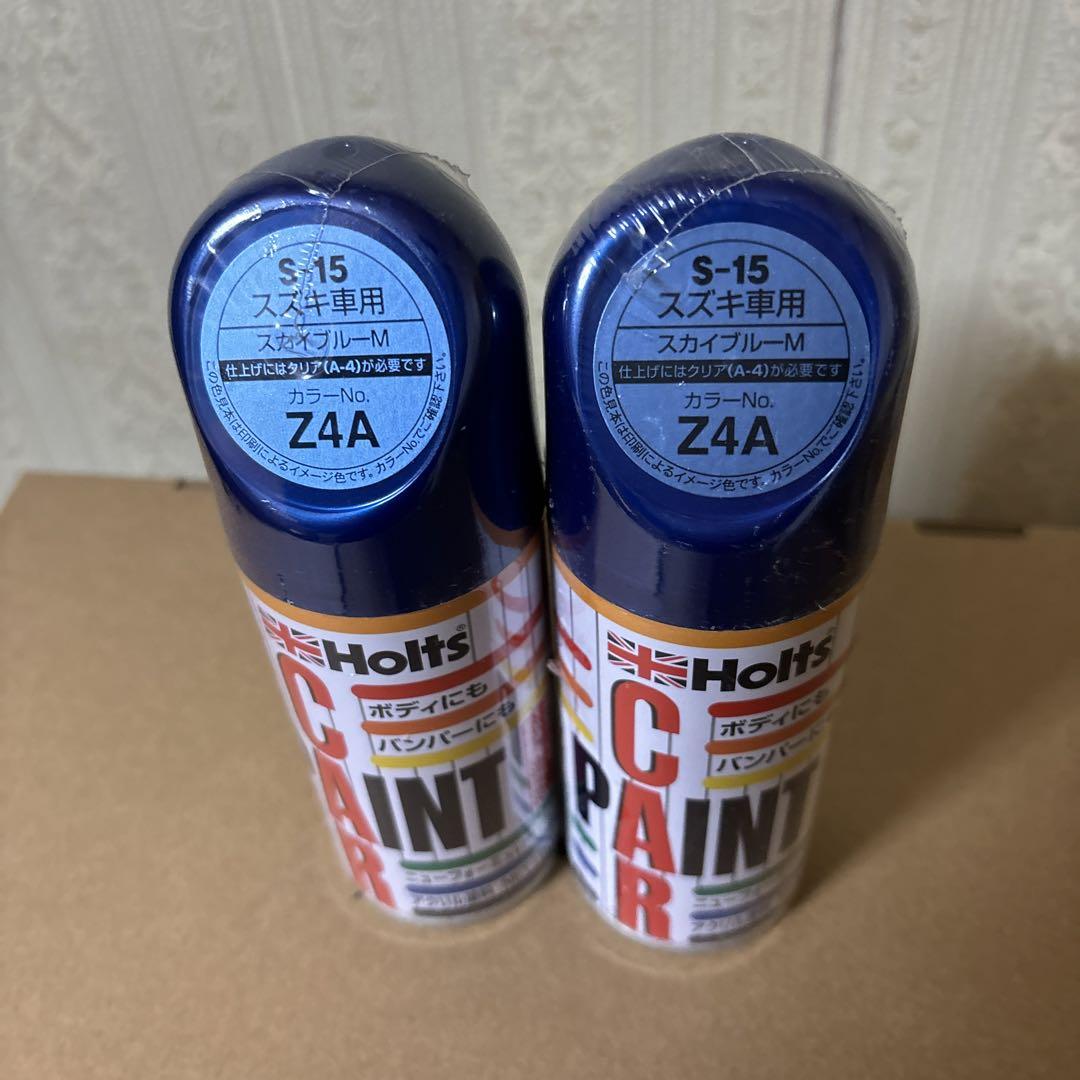 S-15
スズキ車用
スカイブルーM
仕上げにはクリア(A-4)が必要です
カラーNo.
Z4A
この色見本は印刷によるイメージ色です。カラーNo.でご確認下さい。
Holts®
CAR
ボディにも
バンパーにも
INT
S-15
スズキ車用
スカイブルーM
仕上げにはクリア(A-4)が必要です
カラーNo.
Z4A
この色見本は印刷によるイメージ色です。カラーNo.でご確認下さい。
Holts
CAR
ボディにも
バンパーに
PAINT